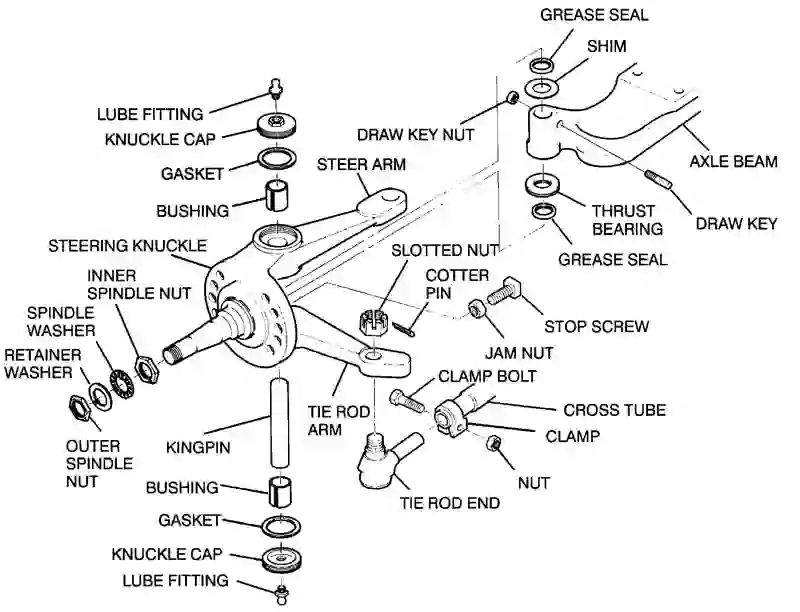 GREASE SEAL
SHIM
LUBE FITTING
KNUCKLE CAP
DRAW KEY NUT
AXLE BEAM
GASKET
STEER ARM
BUSHING
THRUST
BEARING
DRAW KEY
STEERING KNUCKLE
SLOTTED NUT
GREASE SEAL
INNER
SPINDLE NUT
COTTER
PIN
SPINDLE
WASHER
STOP SCREW
RETAINER
WASHER
JAM NUT
CLAMP BOLT
TIE ROD
ARM
CROSS TUBE
CLAMP
OUTER
SPINDLE
NUT
KINGPIN
NUT
BUSHING
TIE ROD END
GASKET
KNUCKLE CAP
LUBE FITTING